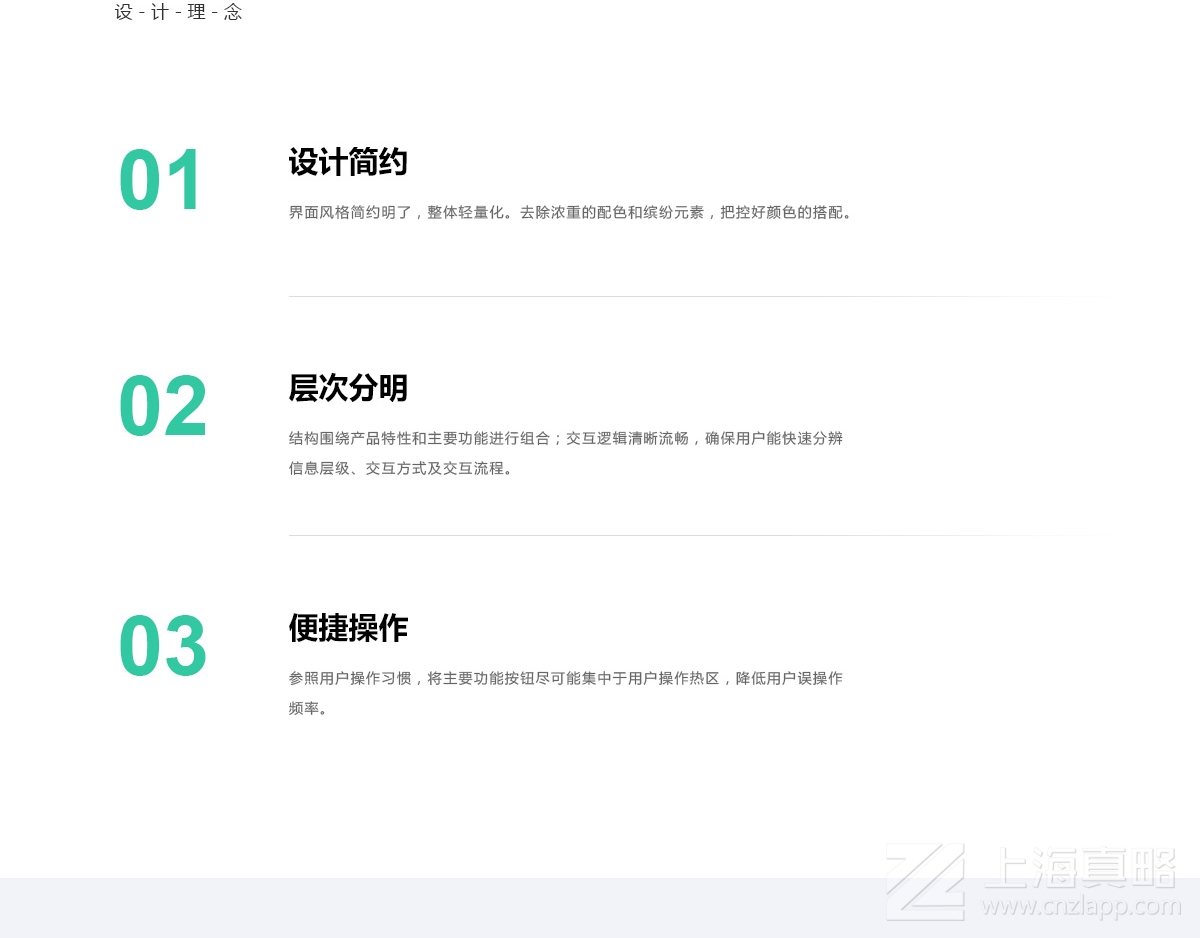 设-计-理-念
01
设计简约
界面风格简约明了，整体轻量化。去除浓重的配色和缤纷元素，把控好颜色的搭配。
02
层次分明
结构围绕产品特性和主要功能进行组合；交互逻辑清晰流畅，确保用户能快速分辨
信息层级、交互方式及交互流程。
03
便捷操作
参照用户操作习惯，将主要功能按钮尽可能集中于用户操作热区，降低用户误操作
频率。
上海真略
www.cnzlapp.com